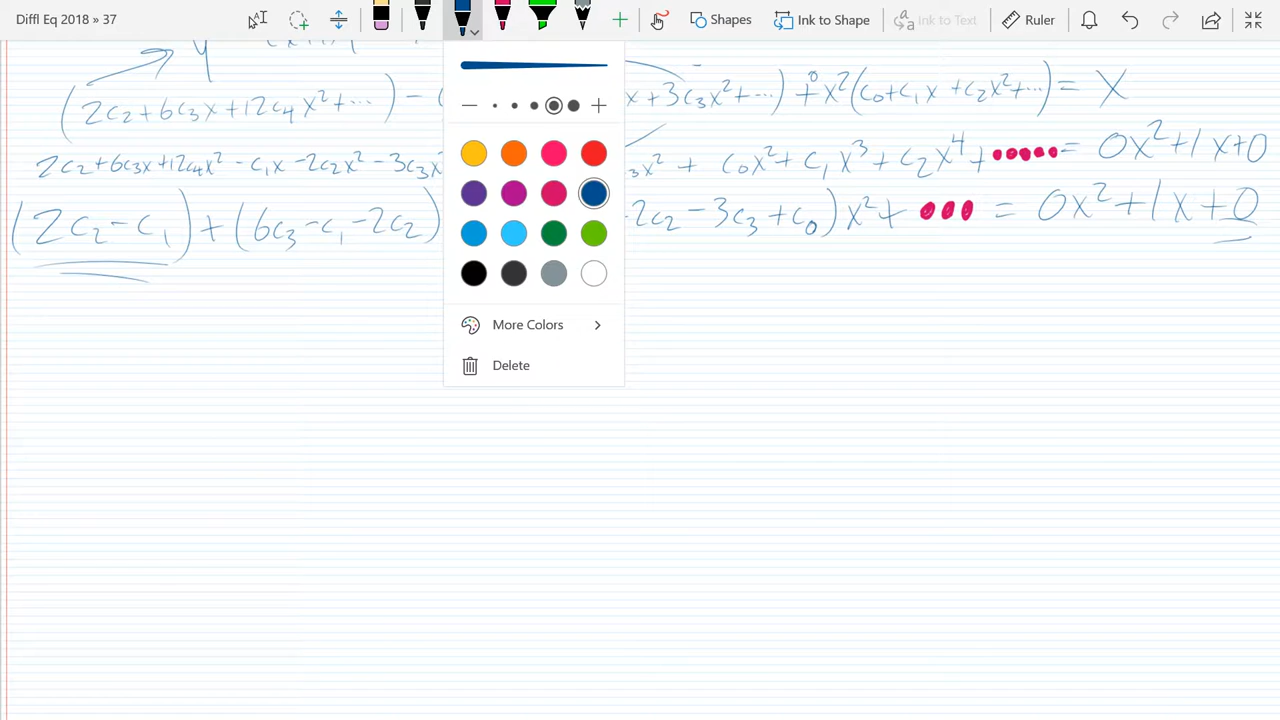 Diffl Eq 2018 > 37
Shapes
Ink to Shape
Ink to Text
Ruler
(2c₂+6c₃x+12c₄x²+...) - (
x+3c₃x²+...) + x²(c₀+c₁x+c₂x²+...) = x
2c₂+6c₃x+12c₄x²-c₁x-2c₂x²-3c₃x²
₃x² + c₀x²+c₁x³+c₂x⁴+•••••= 0x²+1x+0
(2c₂-c₁)+(6c₃-c₁-2c₂)
-2c₂-3c₃+c₀)x²+ ••• = 0x²+1x+0
More Colors
Delete